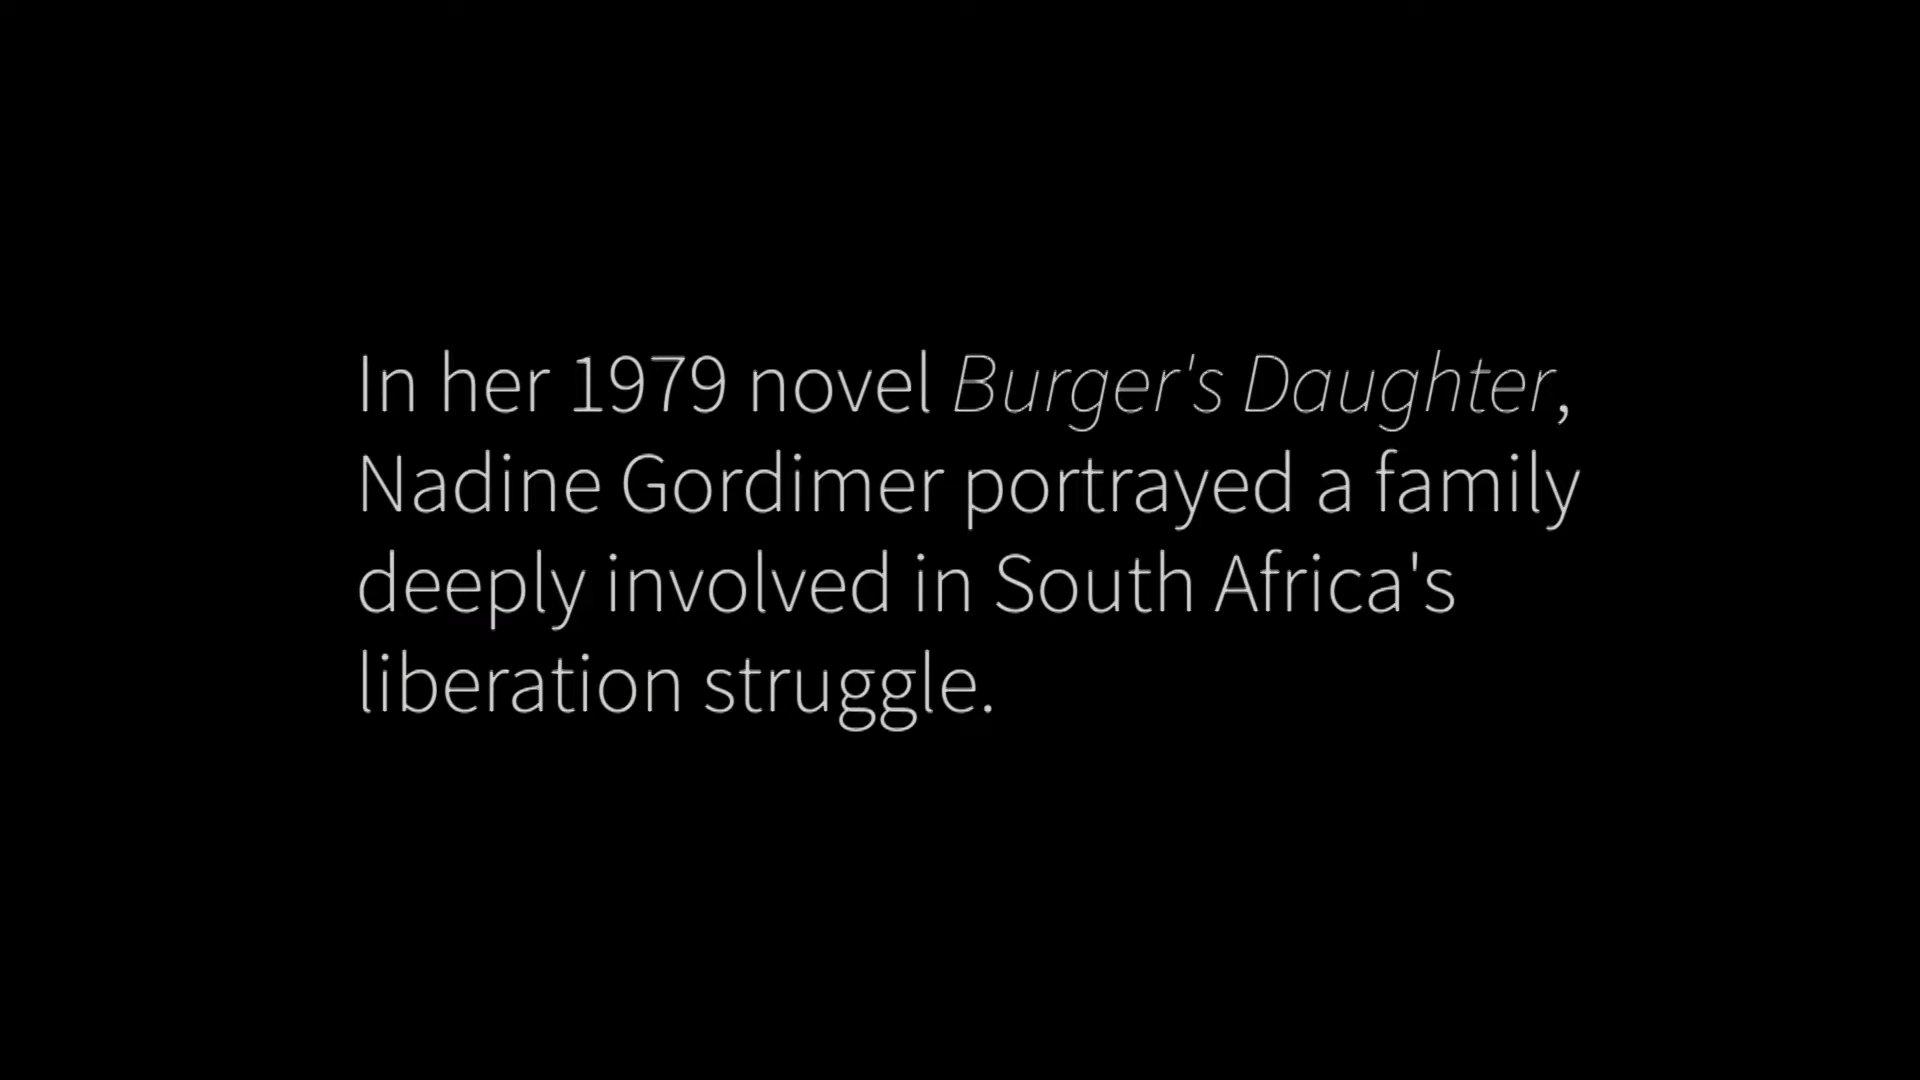 In her 1979 novel Burger's Daughter,
Nadine Gordimer portrayed a family
deeply involved in South Africa's
liberation struggle.